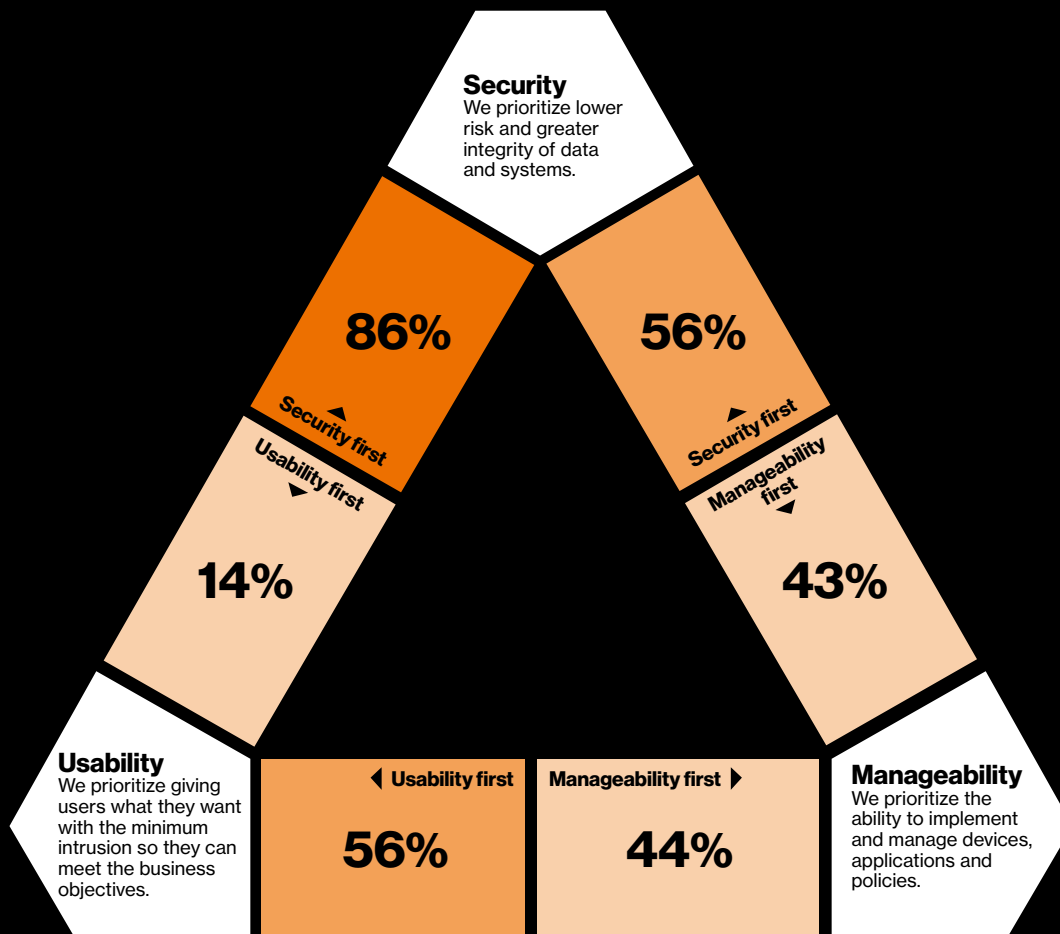 Security
We prioritize lower
risk and greater
integrity of data
and systems.
86%
56%
Security first
Security first
Usability first
Manageability
first
14%
43%
Usability
We prioritize giving
users what they want
with the minimum
intrusion so they can
meet the business
objectives.
Usability first
Manageability first
56%
44%
Manageability
We prioritize the
ability to implement
and manage devices,
applications and
policies.